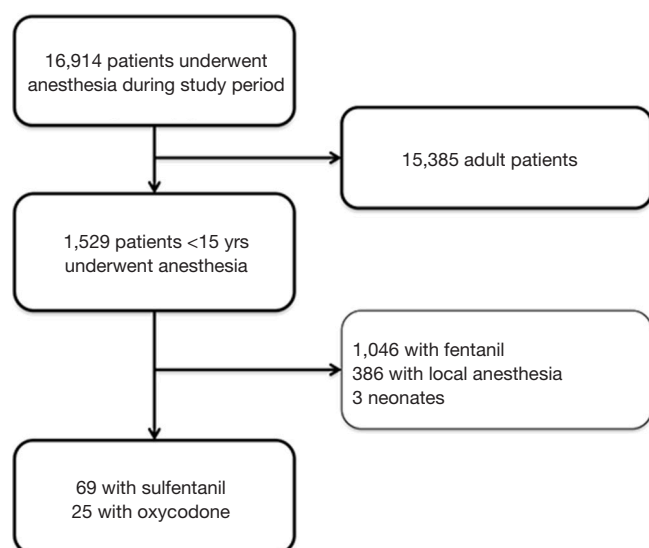 16,914 patients underwent
anesthesia during study period
15,385 adult patients
1,529 patients <15 yrs
underwent anesthesia
1,046 with fentanil
386 with local anesthesia
3 neonates
69 with sulfentanil
25 with oxycodone